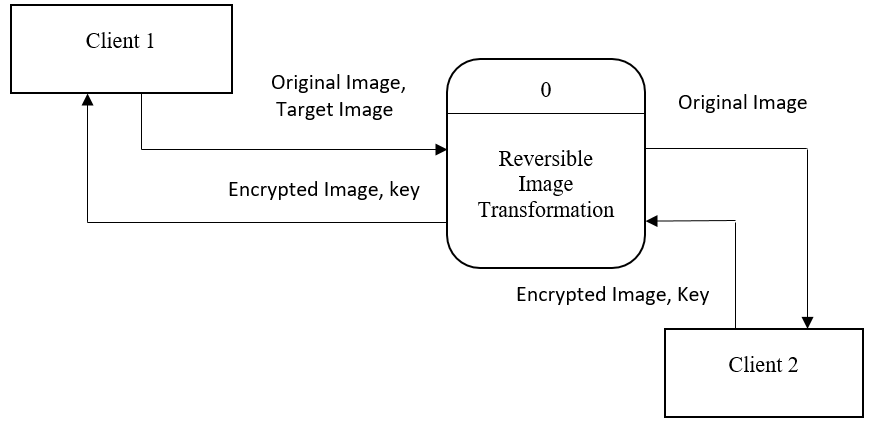 Client 1
Original Image,
Target Image
0
Original Image
Reversible
Image
Transformation
Encrypted Image, key
Encrypted Image, Key
Client 2